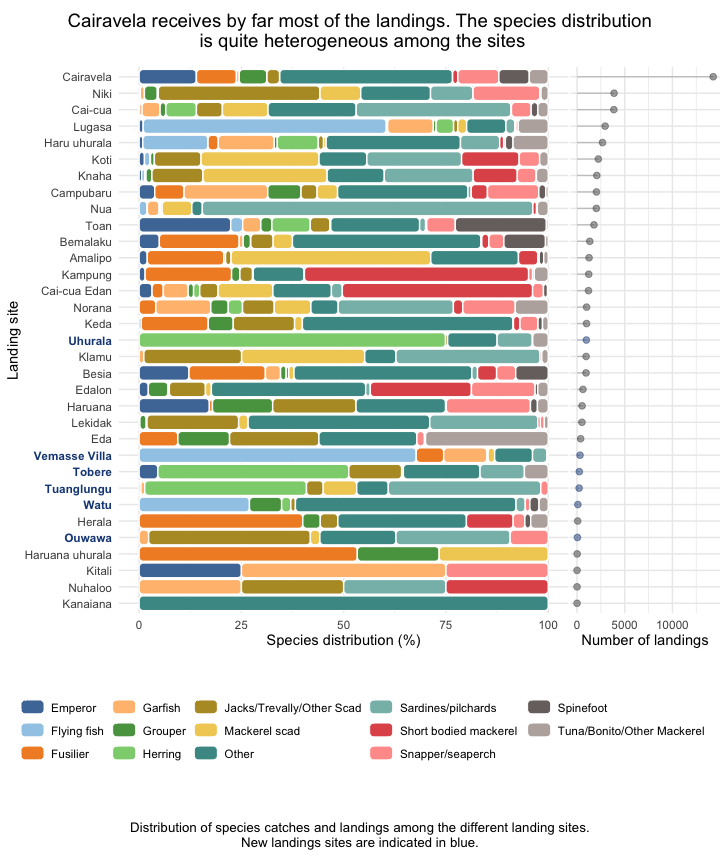 Cairavela receives by far most of the landings. The species distribution
is quite heterogeneous among the sites
Landing site
Cairavela
Niki
Cai-cua
Lugasa
Haru uhurala
Koti
Knaha
Campubaru
Nua
Toan
Bemalaku
Amalipo
Kampung
Cai-cua Edan
Norana
Keda
Uhurala
Klamu
Besia
Edalon
Haruana
Lekidak
Eda
Vemasse Villa
Tobere
Tuanglungu
Watu
Herala
Ouwawa
Haruana uhurala
Kitali
Nuhaloo
Kanaiana
0 25 50 75 100
Species distribution (%)
0 5000 10000
Number of landings
Emperor Garfish Jacks/Trevally/Other Scad Sardines/pilchards Spinefoot
Flying fish Grouper Mackerel scad Short bodied mackerel Tuna/Bonito/Other Mackerel
Fusilier Herring Other Snapper/seaperch
Distribution of species catches and landings among the different landing sites.
New landings sites are indicated in blue.